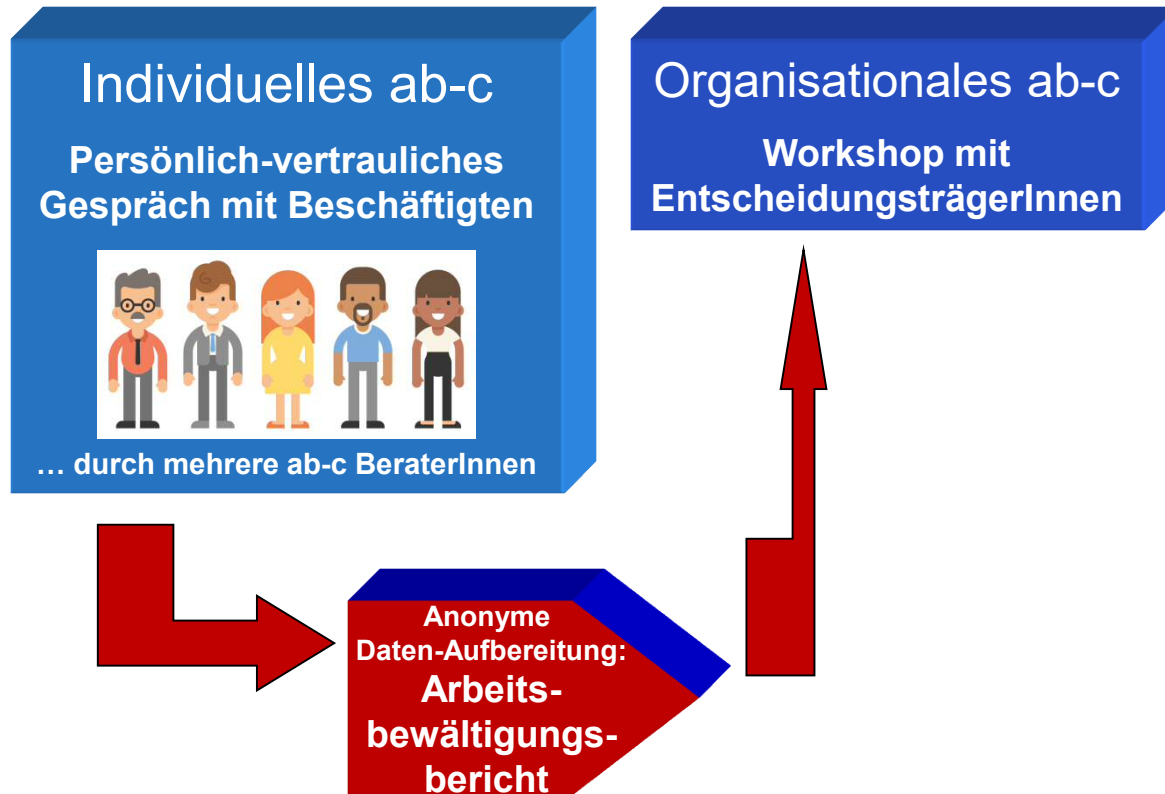 Individuelles ab-c
Persönlich-vertrauliches
Gespräch mit Beschäftigten
… durch mehrere ab-c BeraterInnen
Organisationales ab-c
Workshop mit
EntscheidungsträgerInnen
Anonyme
Daten-Aufbereitung:
Arbeits-
bewältigungs-
bericht